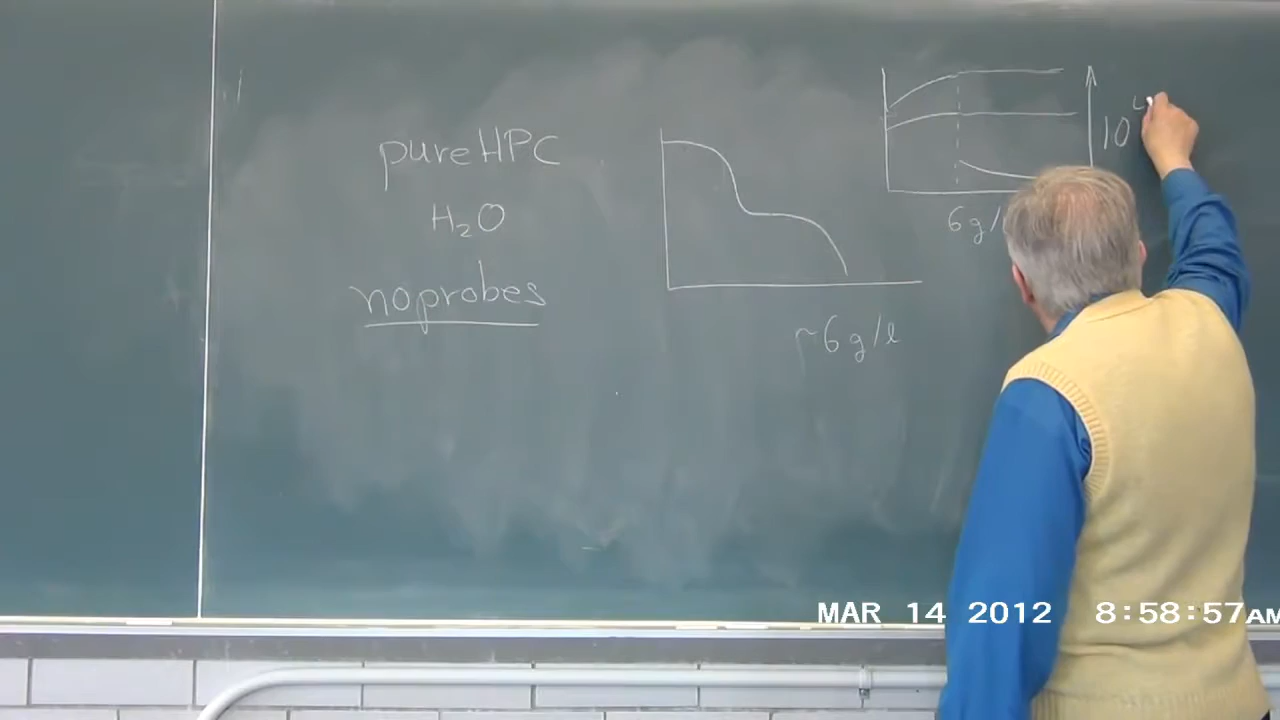 pure HPC
H₂O
no probes
~6 g/l
6 g/
10
MAR 14 2012 8:58:57AM